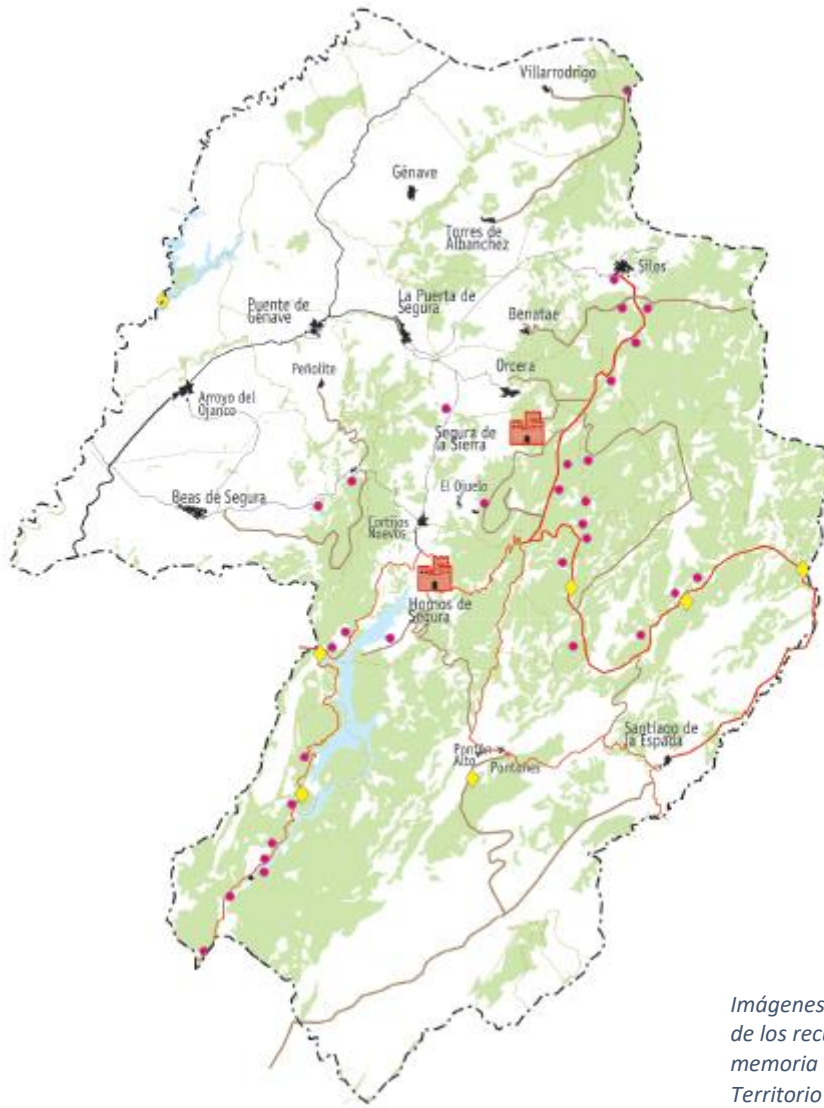 Villarrodrigo
Génave
Torres de
Albanchez
Silos
La Puerta de
Segura
Puente de
Génave
Benatae
Peñolite
Orcera
Arroyo del
Ojanco
Segura de
la Sierra
El Ojuelo
Beas de Segura
Cortijos
Nuevos
Hornos de
Segura
Santiago de
la Espada
Pontón
Alto
Pontones
Imágenes
de los recu
memoria
Territorio